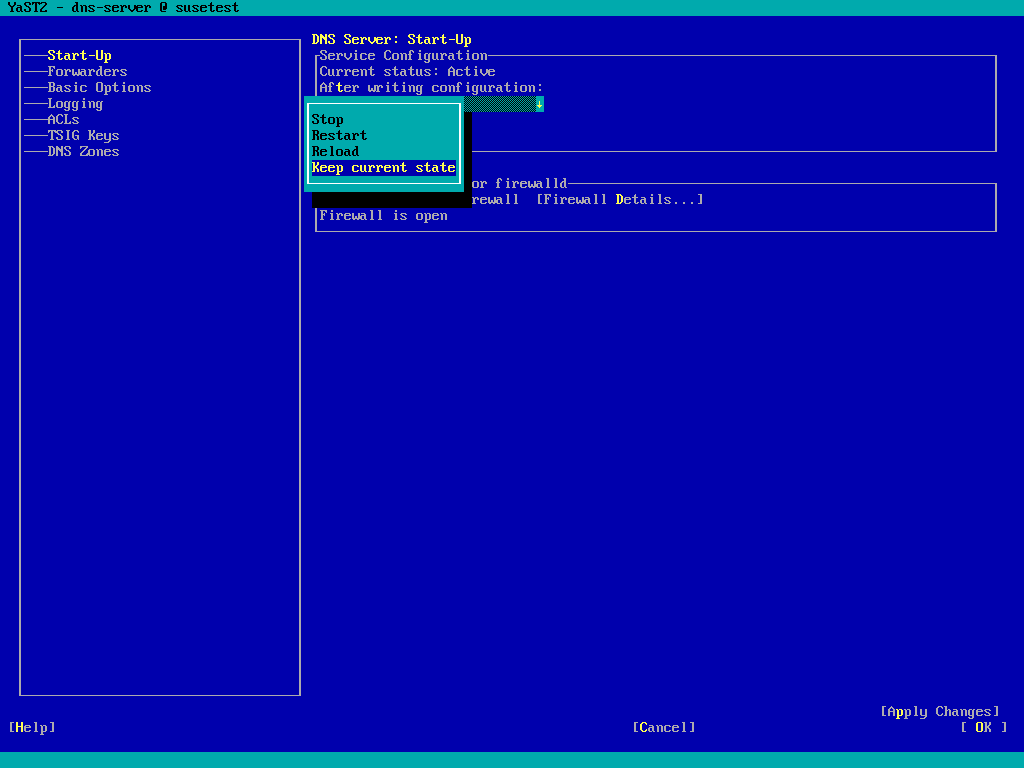 YaST2 - dns-server @ susetest
Start-Up
Forwarders
Basic Options
Logging
ACLs
TSIG Keys
DNS Zones
DNS Server: Start-Up
Service Configuration
Current status: Active
After writing configuration:
Stop
Restart
Reload
Keep current state
or firewalld
rewall [Firewall Details...]
Firewall is open
[Apply Changes]
[Help] [Cancel] [ OK ]